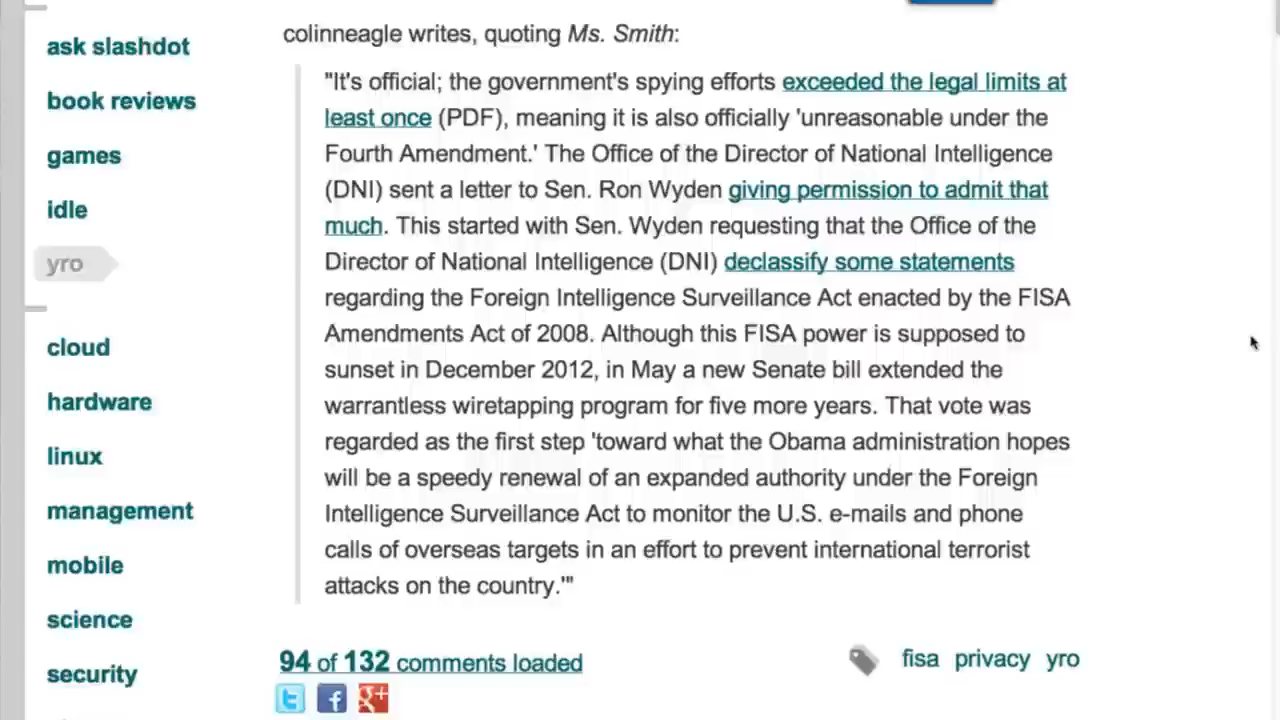 ask slashdot
book reviews
games
idle
yro
cloud
hardware
linux
management
mobile
science
security
colinneagle writes, quoting Ms. Smith:
"It's official; the government's spying efforts exceeded the legal limits at
least once (PDF), meaning it is also officially 'unreasonable under the
Fourth Amendment.' The Office of the Director of National Intelligence
(DNI) sent a letter to Sen. Ron Wyden giving permission to admit that
much. This started with Sen. Wyden requesting that the Office of the
Director of National Intelligence (DNI) declassify some statements
regarding the Foreign Intelligence Surveillance Act enacted by the FISA
Amendments Act of 2008. Although this FISA power is supposed to
sunset in December 2012, in May a new Senate bill extended the
warrantless wiretapping program for five more years. That vote was
regarded as the first step 'toward what the Obama administration hopes
will be a speedy renewal of an expanded authority under the Foreign
Intelligence Surveillance Act to monitor the U.S. e-mails and phone
calls of overseas targets in an effort to prevent international terrorist
attacks on the country.'"
94 of 132 comments loaded
fisa privacy yro